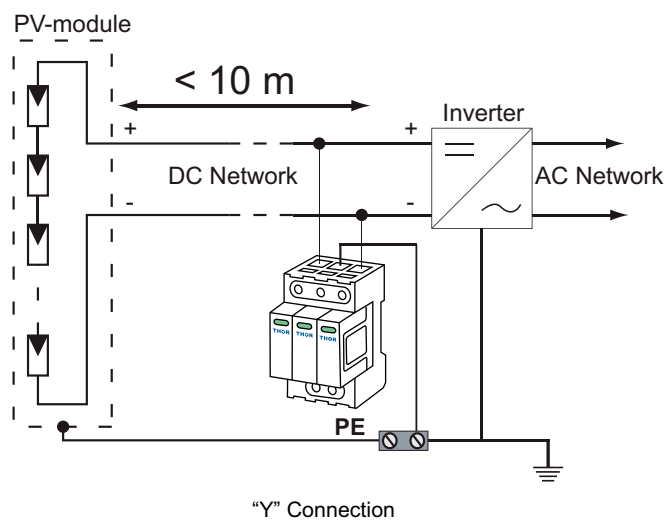 PV-module
< 10 m
+
+
Inverter
DC Network
AC Network
-
-
THOR THOR THOR
PE
“Y” Connection